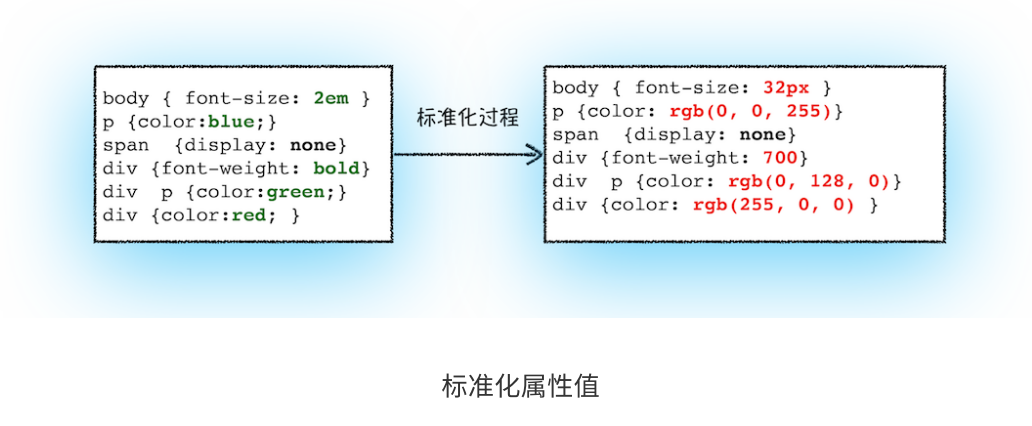 body { font-size: 2em }
p {color:blue;}
span  {display: none}
div {font-weight: bold}
div  p {color:green;}
div {color:red; }
标准化过程
body { font-size: 32px }
p {color: rgb(0, 0, 255)}
span  {display: none}
div {font-weight: 700}
div  p {color: rgb(0, 128, 0)}
div {color: rgb(255, 0, 0) }
标准化属性值